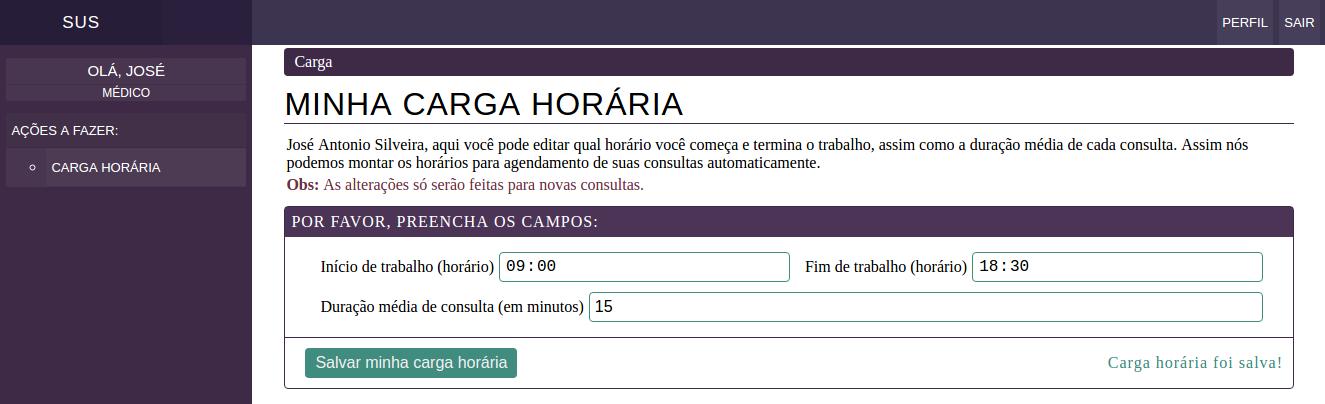 SUS
PERFIL SAIR
OLÁ, JOSÉ
MÉDICO
AÇÕES A FAZER:
CARGA HORÁRIA
Carga
MINHA CARGA HORÁRIA
José Antonio Silveira, aqui você pode editar qual horário você começa e termina o trabalho, assim como a duração média de cada consulta. Assim nós
podemos montar os horários para agendamento de suas consultas automaticamente.
Obs: As alterações só serão feitas para novas consultas.
POR FAVOR, PREENCHA OS CAMPOS:
Início de trabalho (horário) 09:00 Fim de trabalho (horário) 18:30
Duração média de consulta (em minutos) 15
Salvar minha carga horária Carga horária foi salva!